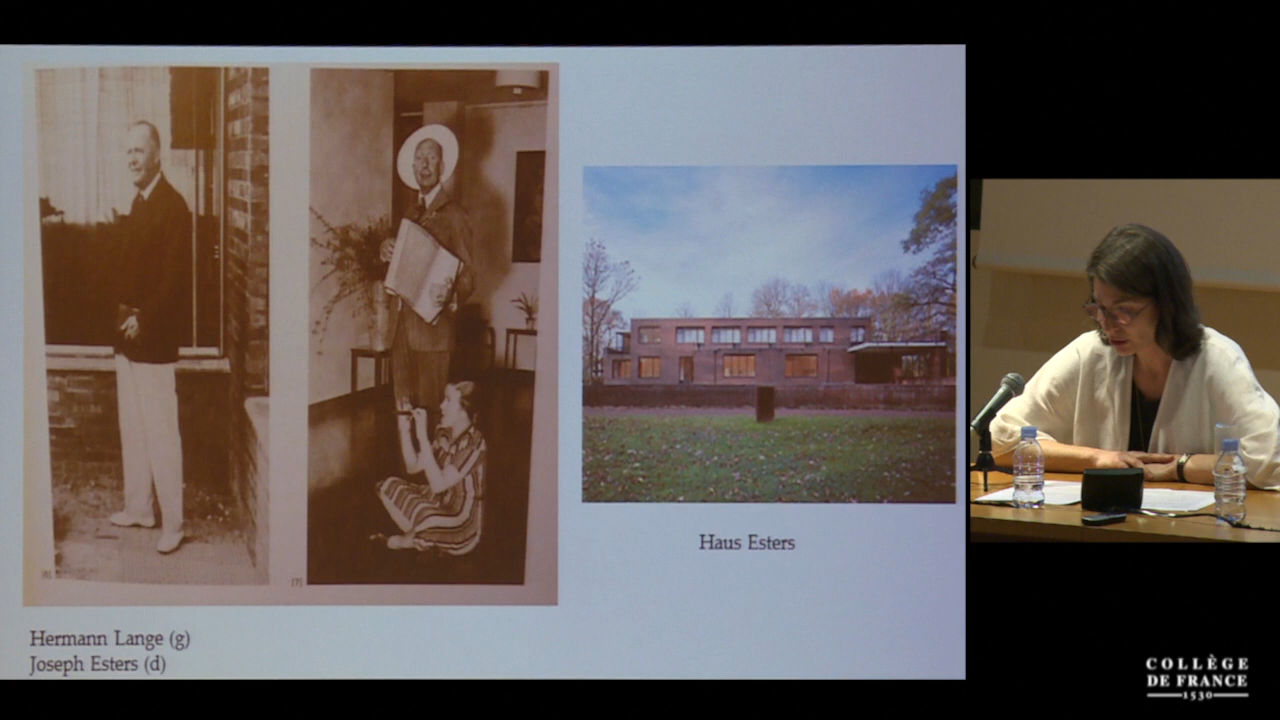 Hermann Lange (g)
Joseph Esters (d)
Haus Esters
COLLÈGE
DE FRANCE
1530